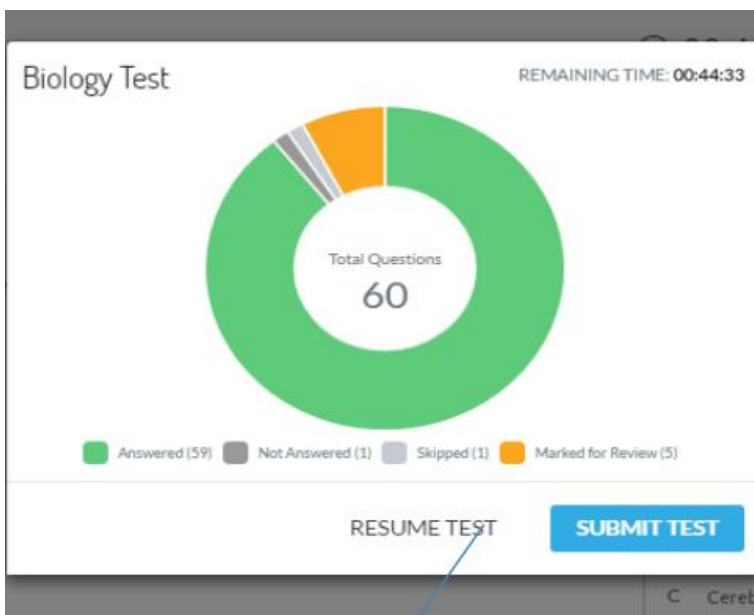 Biology Test
REMAINING TIME: 00:44:33
Total Questions
60
Answered (59) Not Answered (1) Skipped (1) Marked for Review (5)
RESUME TEST SUBMIT TEST
C